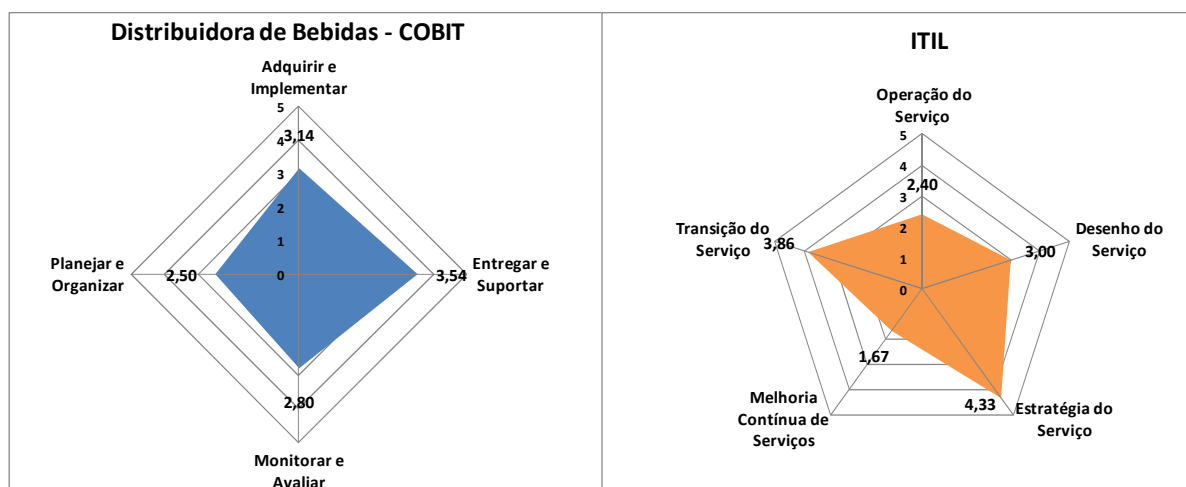 Distribuidora de Bebidas - COBIT
Adquirir e
Implementar
5
3,14
4
3
2
1
0
Planejar e
Organizar
2,50
3,54
Entregar e
Suportar
2,80
Monitorar e
Avaliar
ITIL
Operação do
Serviço
5
4
2,40
3
2
1
0
Transição do
Serviço
3,86
Desenho do
Serviço
3,00
1,67
Melhoria
Contínua de
Serviços
4,33
Estratégia do
Serviço